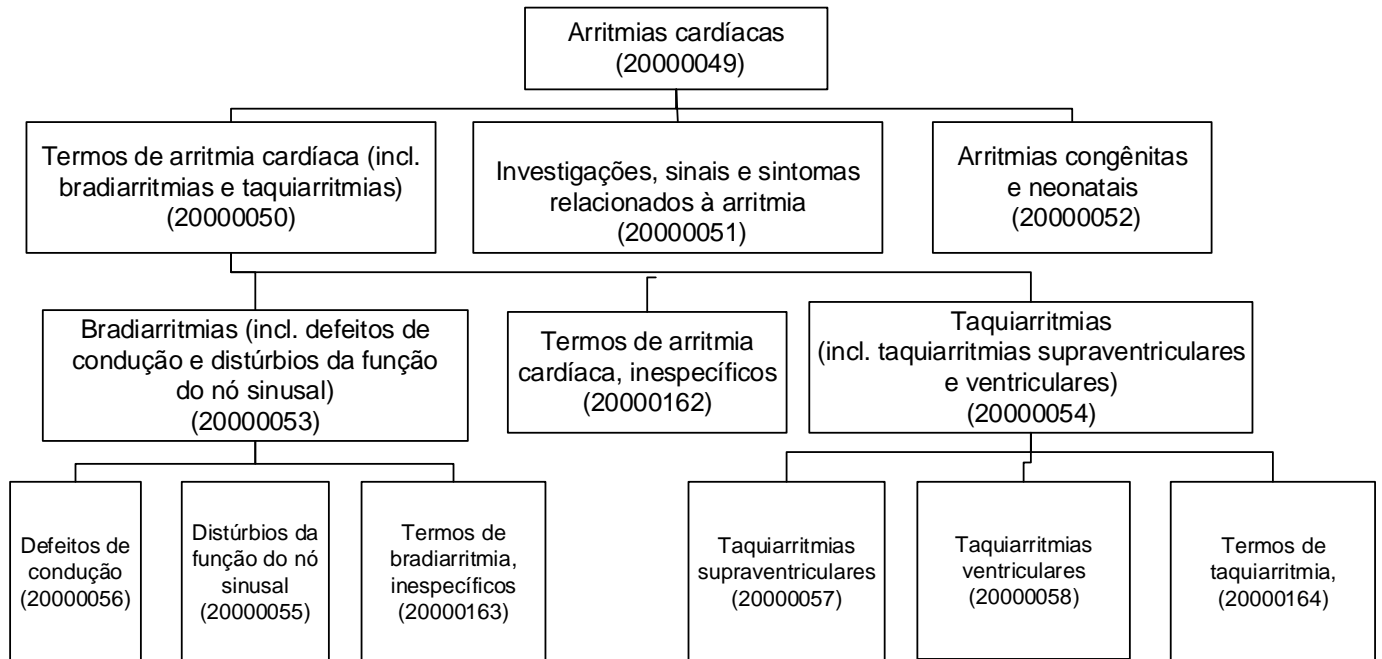 Arritmias cardíacas
(20000049)
Termos de arritmia cardíaca (incl.
bradiarritmias e taquiarritmias)
(20000050)
Investigações, sinais e sintomas
relacionados à arritmia
(20000051)
Arritmias congênitas
e neonatais
(20000052)
Bradiarritmias (incl. defeitos de
condução e distúrbios da função
do nó sinusal)
(20000053)
Termos de arritmia
cardíaca, inespecíficos
(20000162)
Taquiarritmias
(incl. taquiarritmias supraventriculares
e ventriculares)
(20000054)
Defeitos de
condução
(20000056)
Distúrbios da
função do nó
sinusal
(20000055)
Termos de
bradiarritmia,
inespecíficos
(20000163)
Taquiarritmias
supraventriculares
(20000057)
Taquiarritmias
ventriculares
(20000058)
Termos de
taquiarritmia,
(20000164)